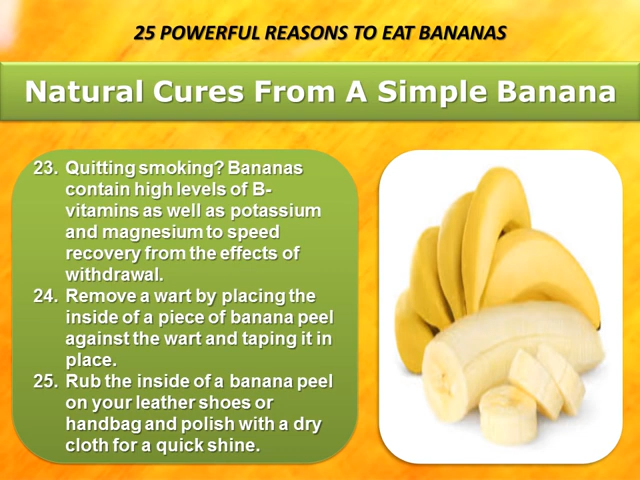 25 POWERFUL REASONS TO EAT BANANAS
Natural Cures From A Simple Banana
23. Quitting smoking? Bananas
contain high levels of B-
vitamins as well as potassium
and magnesium to speed
recovery from the effects of
withdrawal.
24. Remove a wart by placing the
inside of a piece of banana peel
against the wart and taping it in
place.
25. Rub the inside of a banana peel
on your leather shoes or
handbag and polish with a dry
cloth for a quick shine.